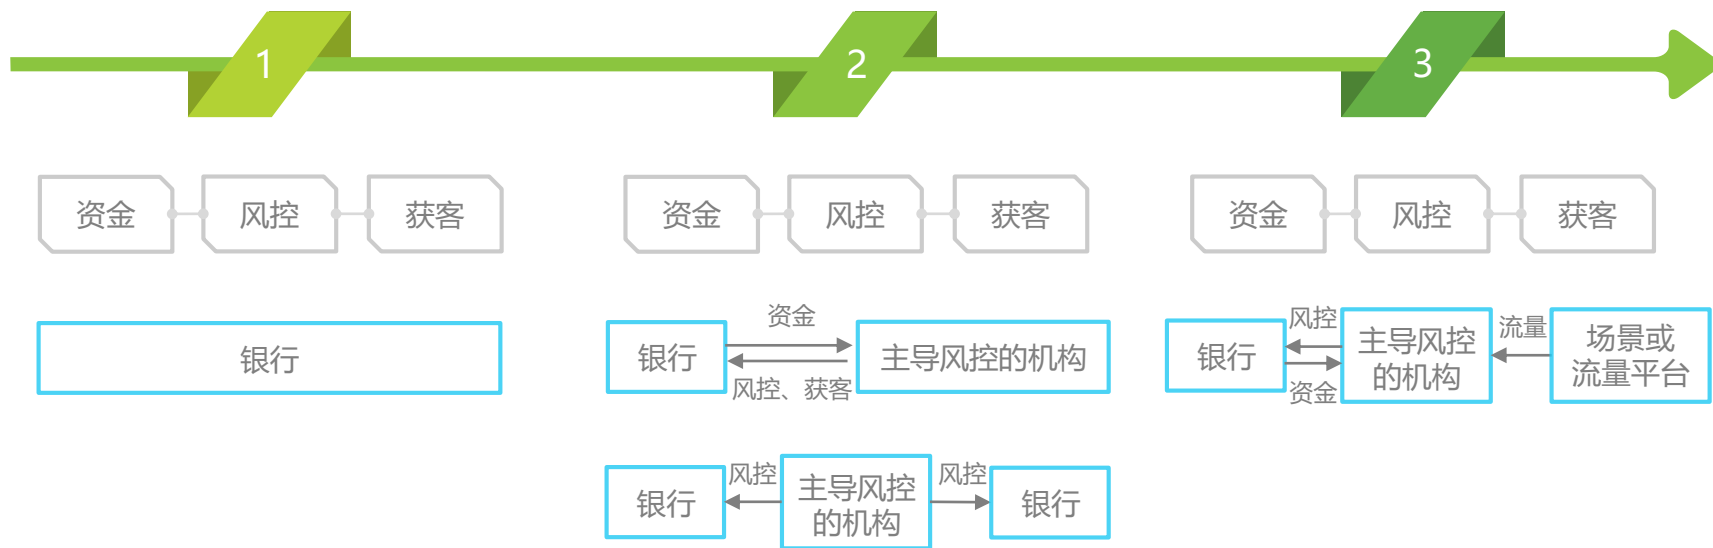 1
2
3
资金
风控
获客
资金
风控
获客
资金
风控
获客
银行
银行
资金
风控、获客
主导风控的机构
银行
风控
资金
主导风控
的机构
流量
场景或
流量平台
银行
风控
主导风控
的机构
风控
银行